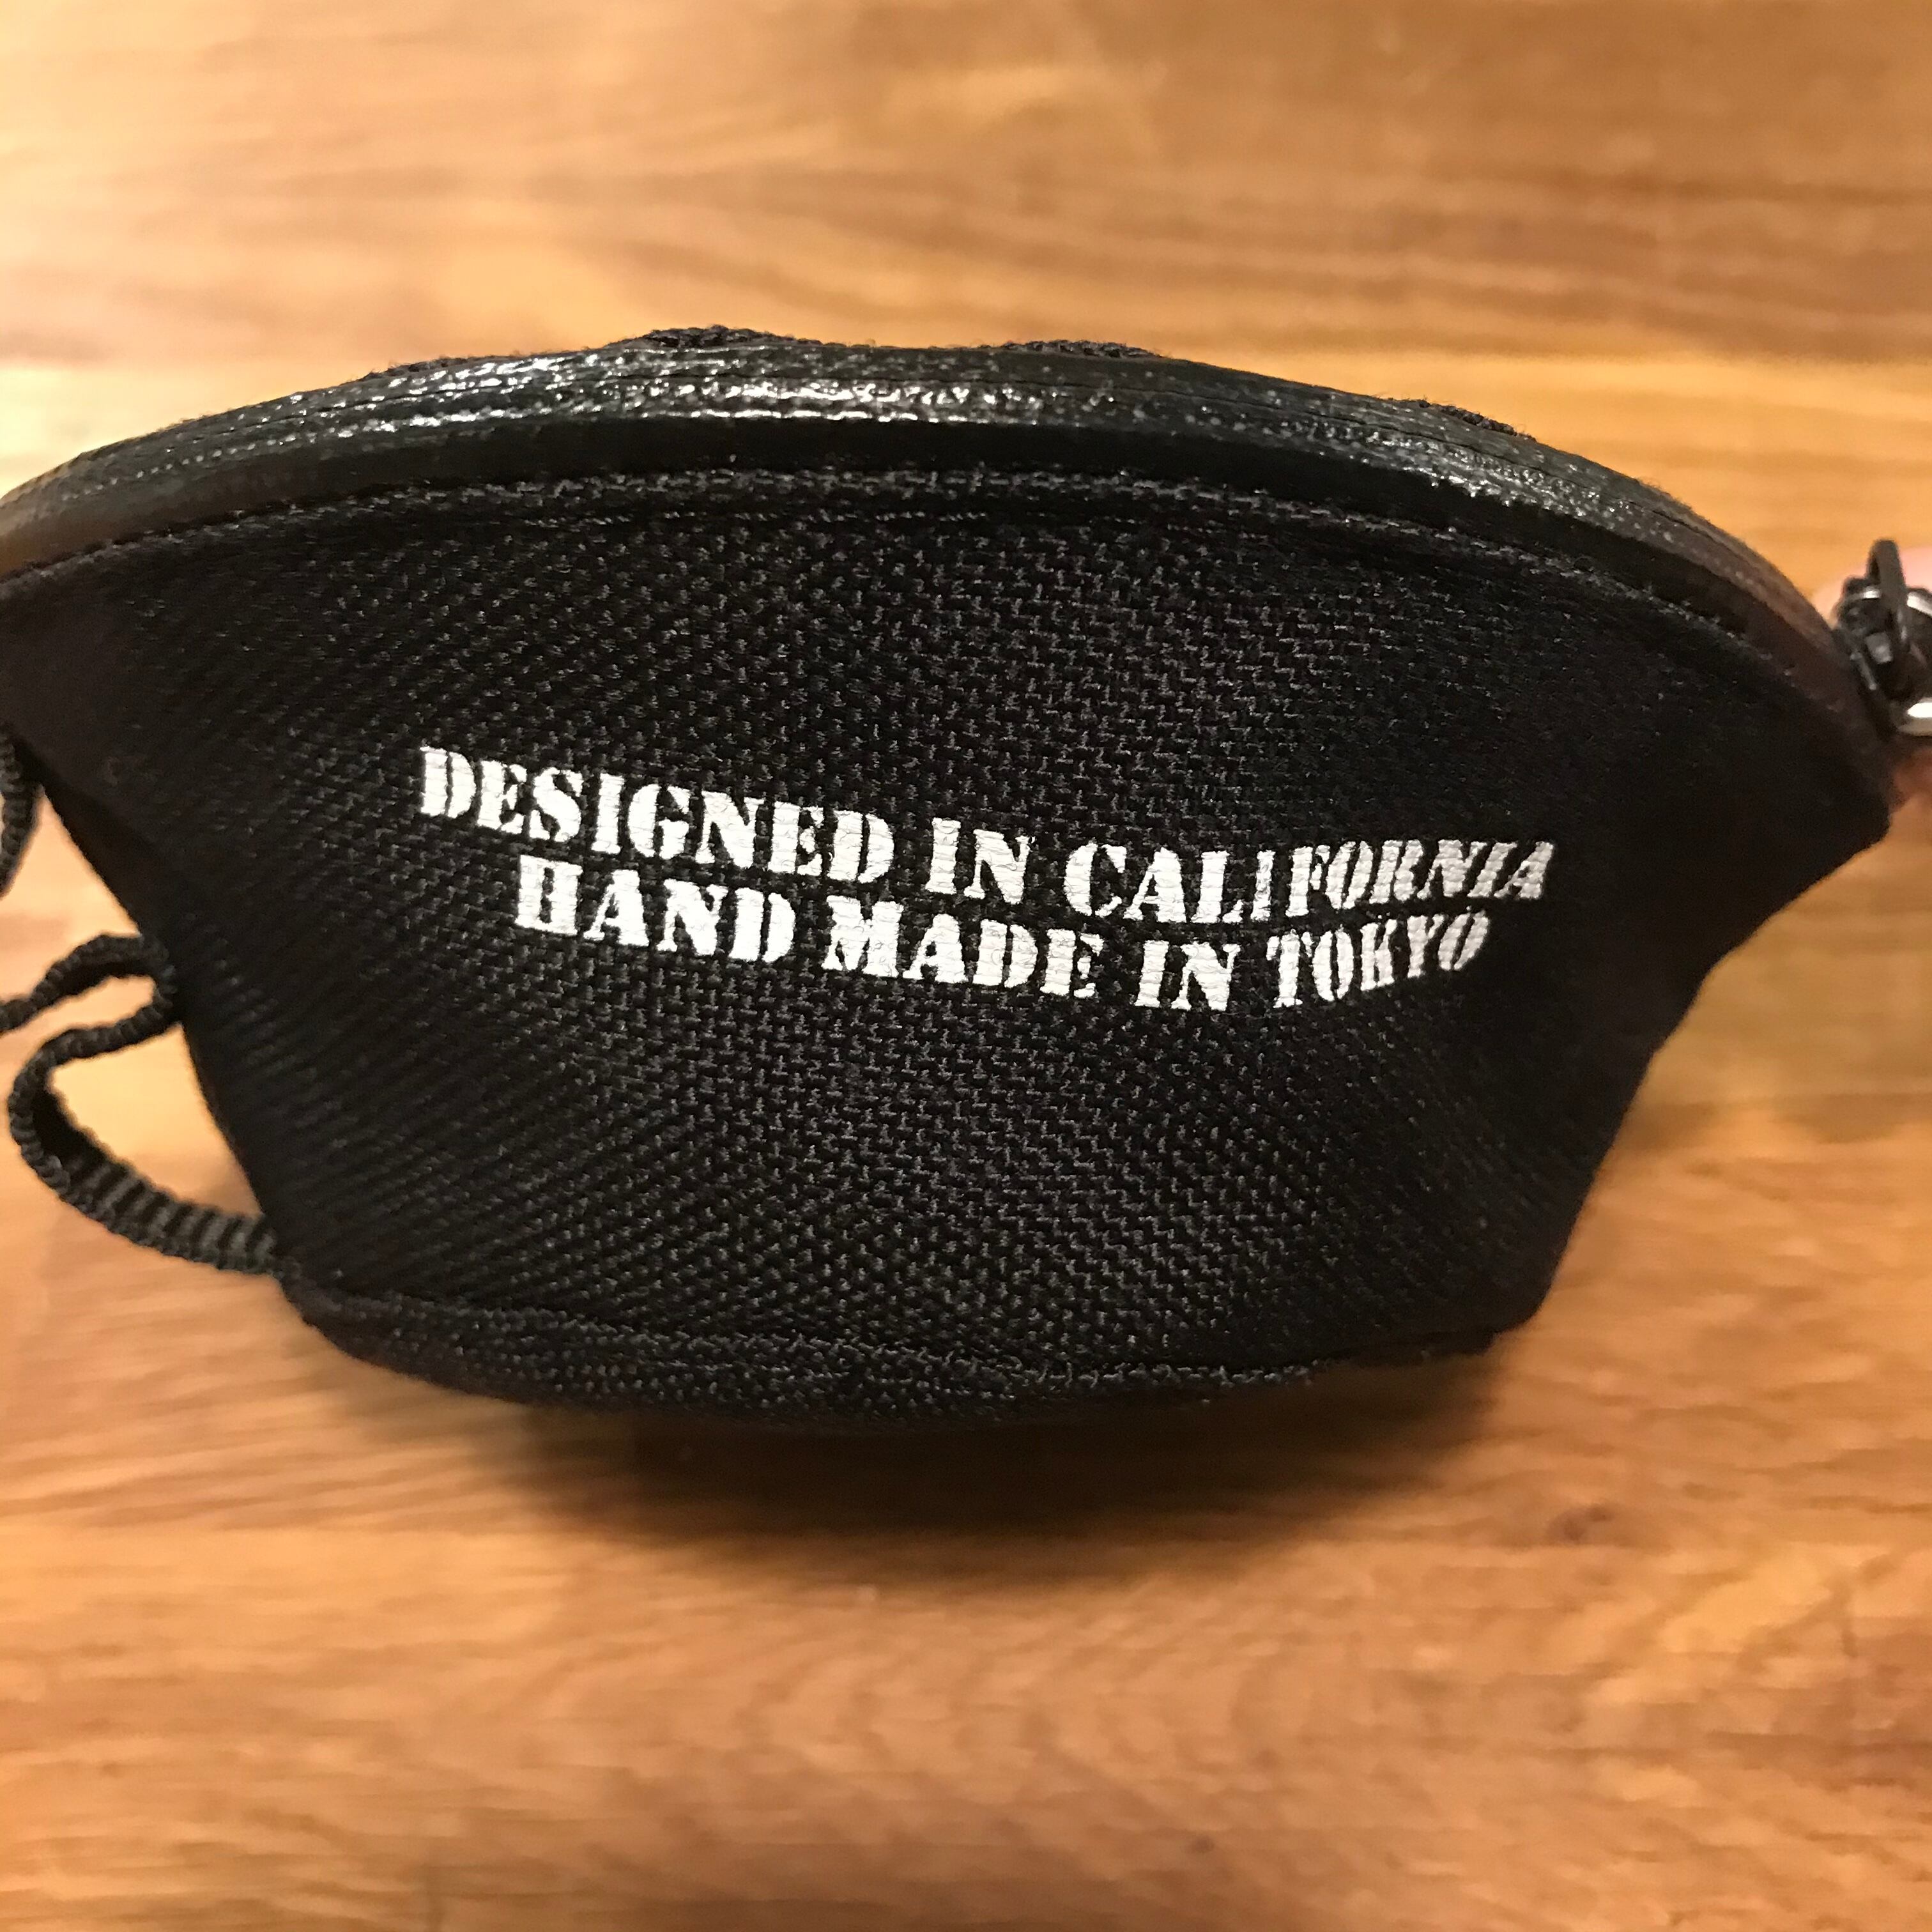 DESIGNED IN CALIFORNIA
HAND MADE IN TOKYO